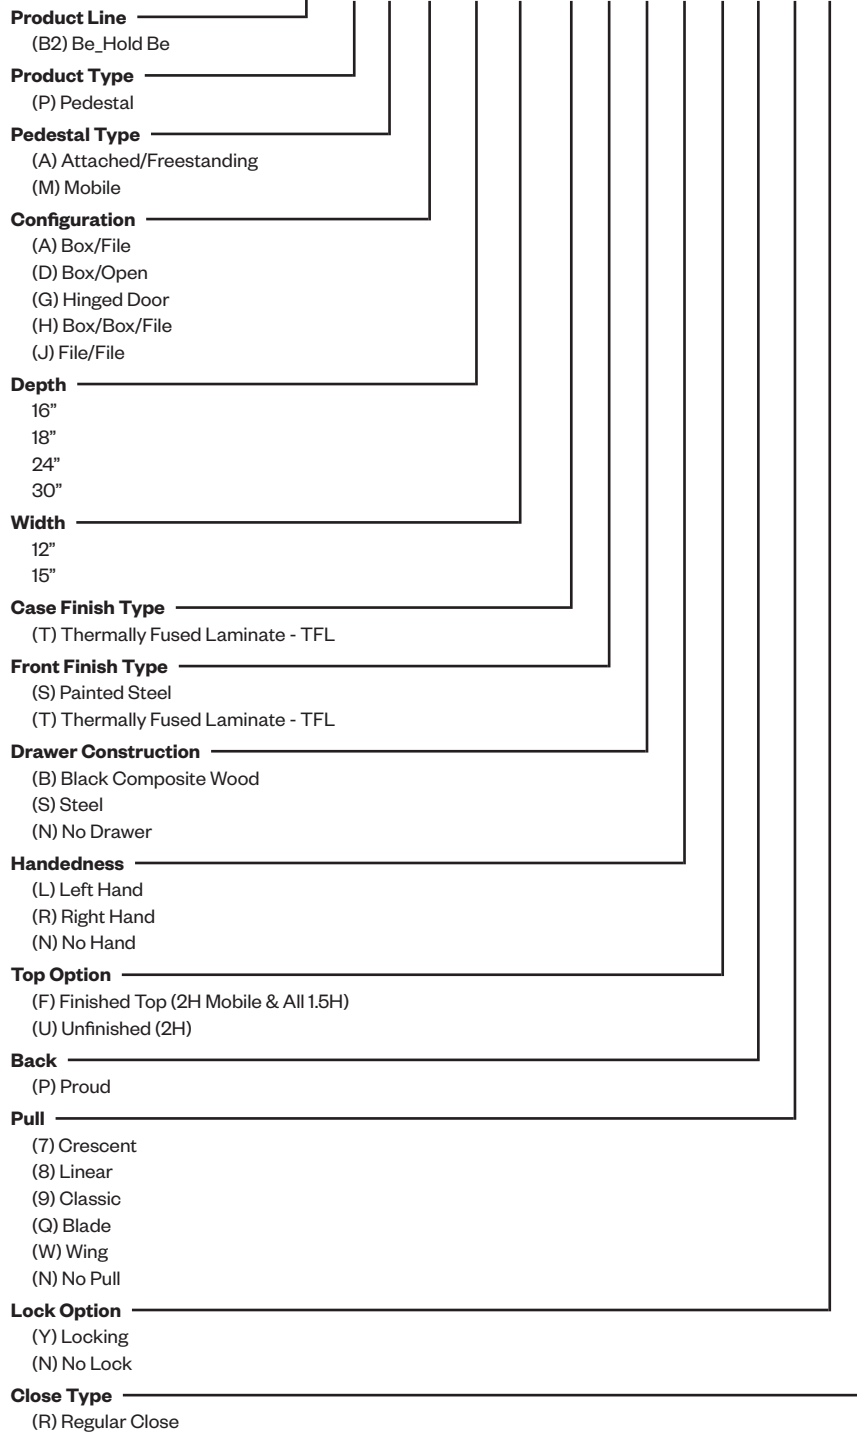 Product Line
(B2) Be_Hold Be
Product Type
(P) Pedestal
Pedestal Type
(A) Attached/Freestanding
(M) Mobile
Configuration
(A) Box/File
(D) Box/Open
(G) Hinged Door
(H) Box/Box/File
(J) File/File
Depth
16”
18”
24”
30”
Width
12”
15”
Case Finish Type
(T) Thermally Fused Laminate - TFL
Front Finish Type
(S) Painted Steel
(T) Thermally Fused Laminate - TFL
Drawer Construction
(B) Black Composite Wood
(S) Steel
(N) No Drawer
Handedness
(L) Left Hand
(R) Right Hand
(N) No Hand
Top Option
(F) Finished Top (2H Mobile & All 1.5H)
(U) Unfinished (2H)
Back
(P) Proud
Pull
(7) Crescent
(8) Linear
(9) Classic
(Q) Blade
(W) Wing
(N) No Pull
Lock Option
(Y) Locking
(N) No Lock
Close Type
(R) Regular Close